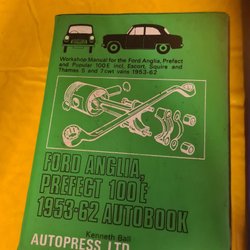 Workshop Manual for the Ford Anglia, Prefect
and Popular 100E incl. Escort, Squire and
Thames 5 and 7cwt vans 1953-62
FORD ANGLIA,
PREFECT 100E
1953-62 AUTOBOOK
Kenneth Ball
AUTOPRESS LTD